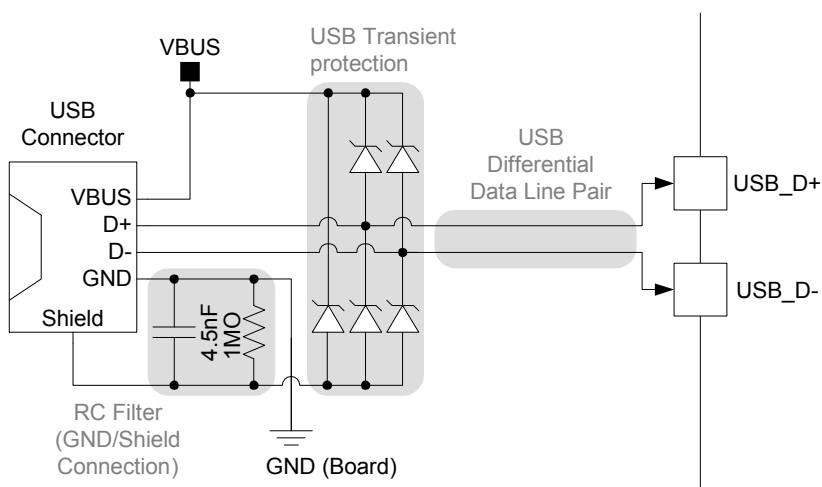 USB Transient
protection
VBUS
USB
Connector
USB
Differential
Data Line Pair
VBUS
D+
D-
GND
Shield
USB_D+
USB_D-
4.5nF
1MO
RC Filter
(GND/Shield
Connection)
GND (Board)